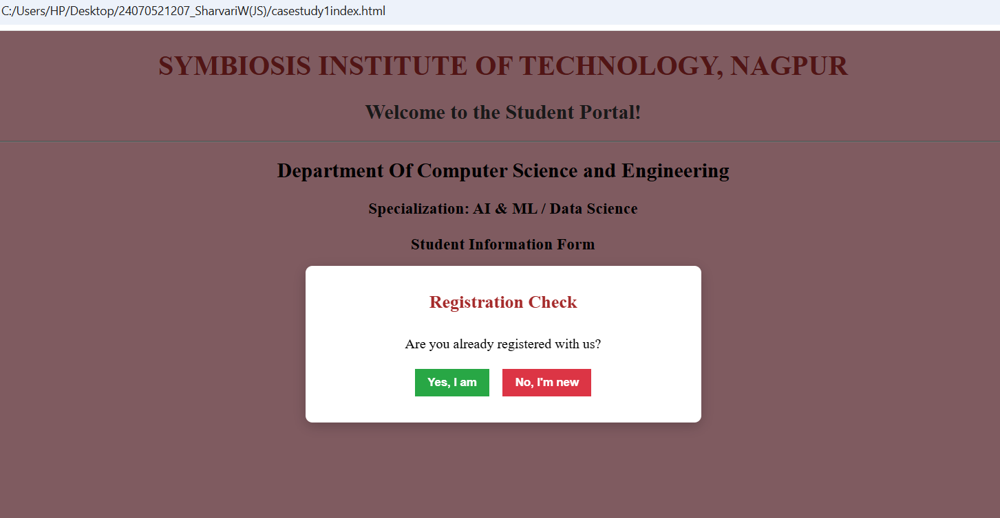 C:/Users/HP/Desktop/24070521207_SharvariW(JS)/casestudy1index.html
SYMBIOSIS INSTITUTE OF TECHNOLOGY, NAGPUR
Welcome to the Student Portal!
Department Of Computer Science and Engineering
Specialization: AI & ML / Data Science
Student Information Form
Registration Check
Are you already registered with us?
Yes, I am No, I'm new